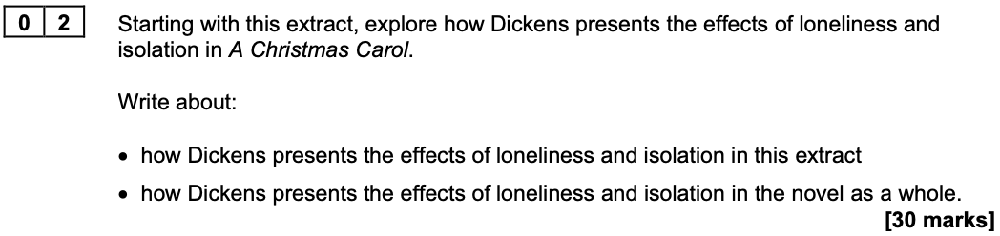 0 2 Starting with this extract, explore how Dickens presents the effects of loneliness and
isolation in A Christmas Carol.
Write about:
• how Dickens presents the effects of loneliness and isolation in this extract
• how Dickens presents the effects of loneliness and isolation in the novel as a whole.
[30 marks]